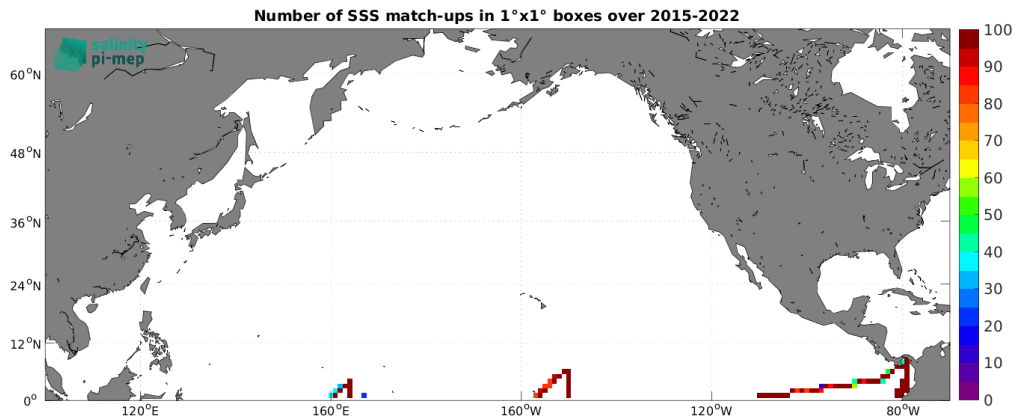 Number of SSS match-ups in 1°x1° boxes over 2015-2022
salinity
pi-mep
60°N
48°N
36°N
24°N
12°N
0°
120°E
160°E
160°W
120°W
80°W
100
90
80
70
60
50
40
30
20
10
0